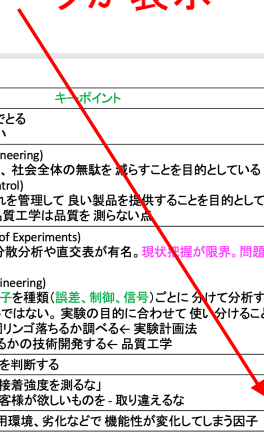 が表示
キーポイント
でとる
い
neering)
、社会全体の無駄を 減らすことを目的としている
trol)
れを管理して 良い製品を提供することを目的として
品質工学は品質を 測らない点
of Experiments)
分散分析や直交表が有名。現状把握が限界。問題
neering)
子を種類(誤差、制御、信号)ごとに 分けて分析す
ではない。実験の目的に合わせて 使い分けること
リンゴ落ちるか調べる← 実験計画法
るかの技術開発する← 品質工学
を判断する
接着強度を測るな」
客様が欲しいものを - 取り違えるな
用環境、劣化などで 機能性が変化してしまう因子